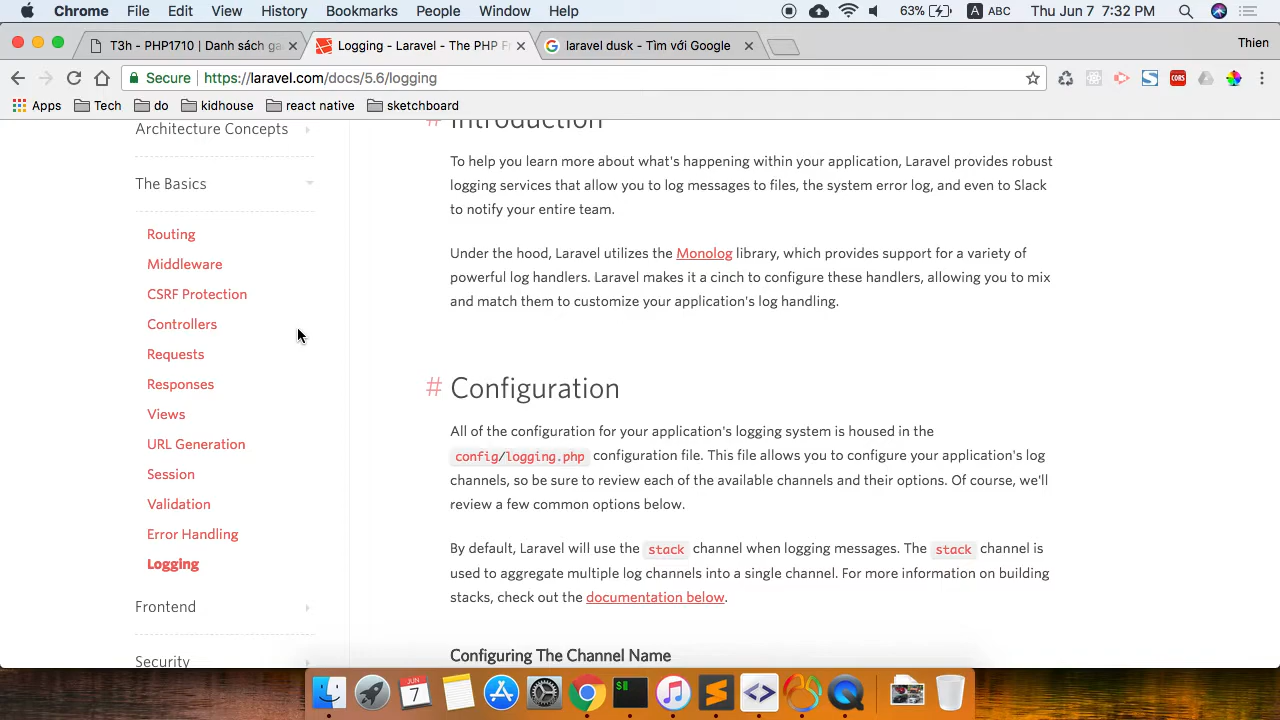 Chrome File Edit View History Bookmarks People Window Help 63% A ABC Thu Jun 7 7:32 PM
T3h - PHP1710 | Danh sách ga
Logging - Laravel - The PHP F
laravel dusk - Tìm với Google
Thien
Secure https://laravel.com/docs/5.6/logging
CORS
Apps Tech do kidhouse react native sketchboard
Architecture Concepts
The Basics
Routing
Middleware
CSRF Protection
Controllers
Requests
Responses
Views
URL Generation
Session
Validation
Error Handling
Logging
Frontend
Security
# Introduction
To help you learn more about what's happening within your application, Laravel provides robust
logging services that allow you to log messages to files, the system error log, and even to Slack
to notify your entire team.
Under the hood, Laravel utilizes the Monolog library, which provides support for a variety of
powerful log handlers. Laravel makes it a cinch to configure these handlers, allowing you to mix
and match them to customize your application's log handling.
# Configuration
All of the configuration for your application's logging system is housed in the
config/logging.php configuration file. This file allows you to configure your application's log
channels, so be sure to review each of the available channels and their options. Of course, we'll
review a few common options below.
By default, Laravel will use the stack channel when logging messages. The stack channel is
used to aggregate multiple log channels into a single channel. For more information on building
stacks, check out the documentation below.
Configuring The Channel Name
JUN
7